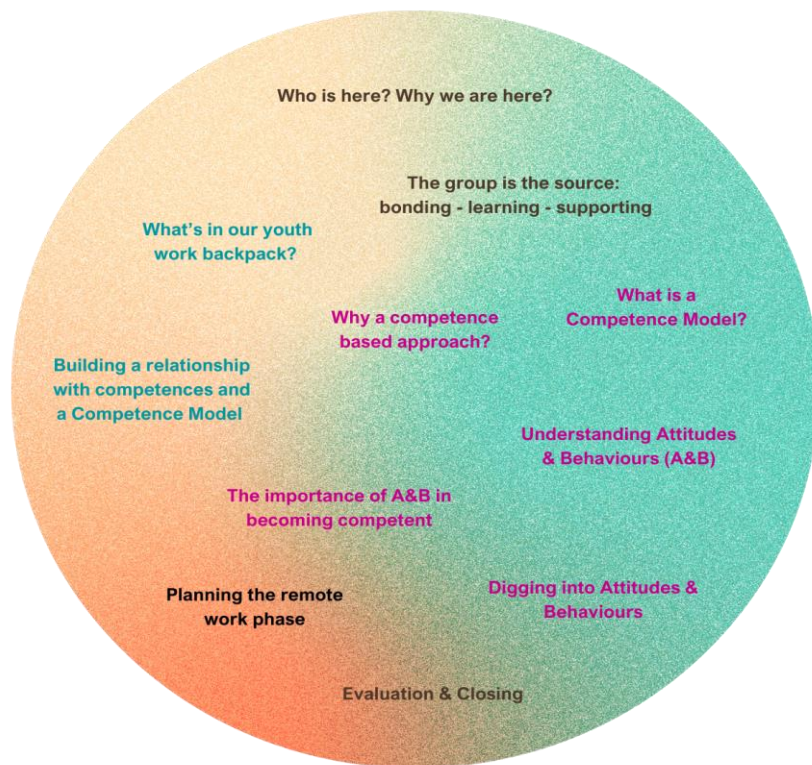 Who is here? Why we are here?
The group is the source:
bonding - learning - supporting
What's in our youth
work backpack?
What is a
Competence Model?
Why a competence
based approach?
Building a relationship
with competences and
a Competence Model
Understanding Attitudes
& Behaviours (A&B)
The importance of A&B in
becoming competent
Digging into Attitudes &
Behaviours
Planning the remote
work phase
Evaluation & Closing